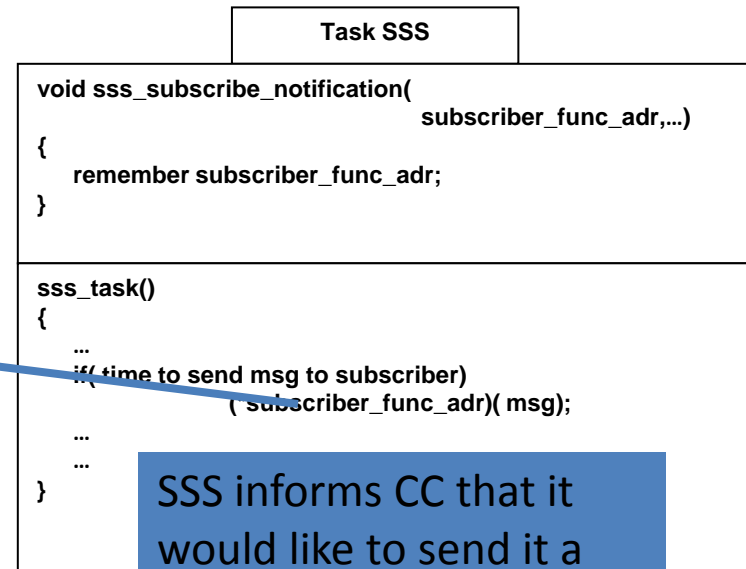 Task SSS
void sss_subscribe_notification(
subscriber_func_adr,…)
{
remember subscriber_func_adr;
}
sss_task()
{
…
if( time to send msg to subscriber)
(*subscriber_func_adr)( msg);
…
…
}
SSS informs CC that it
would like to send it a